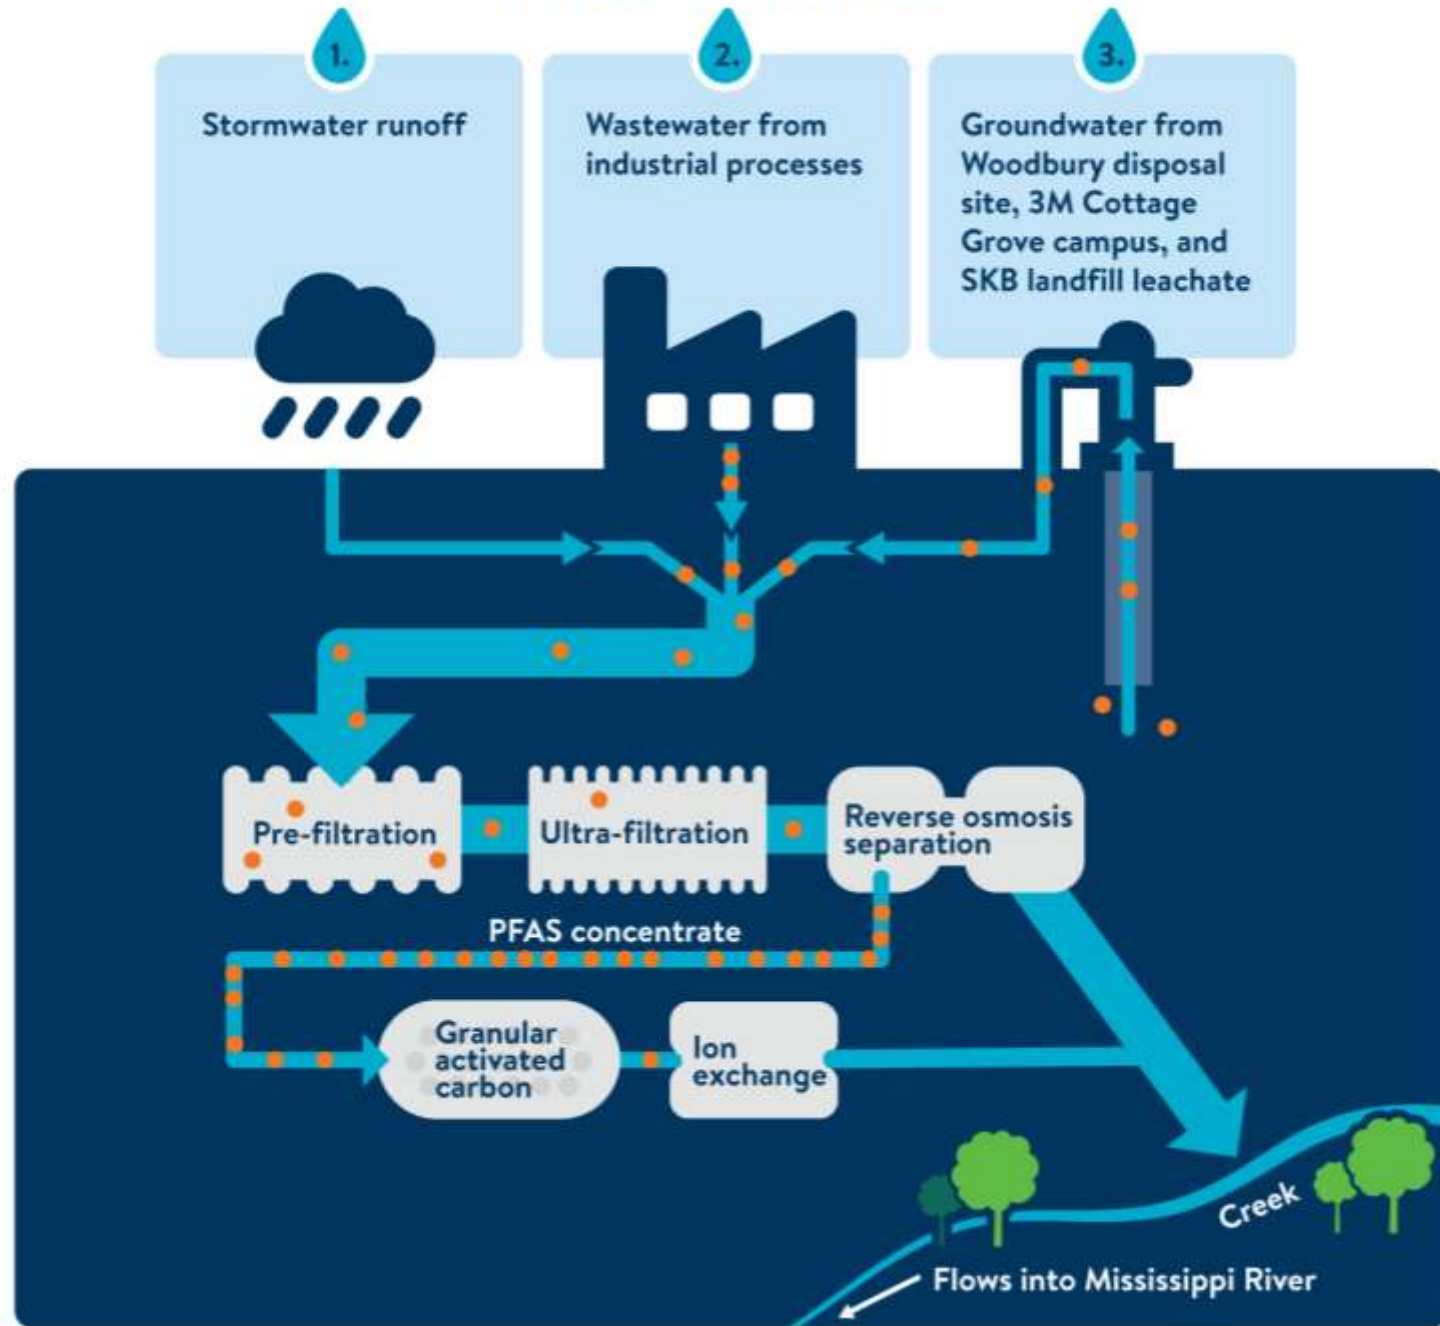 1.
Stormwater runoff
2.
Wastewater from
industrial processes
3.
Groundwater from
Woodbury disposal
site, 3M Cottage
Grove campus, and
SKB landfill leachate
Pre-filtration
Ultra-filtration
Reverse osmosis
separation
PFAS concentrate
Granular
activated
carbon
Ion
exchange
Creek
Flows into Mississippi River